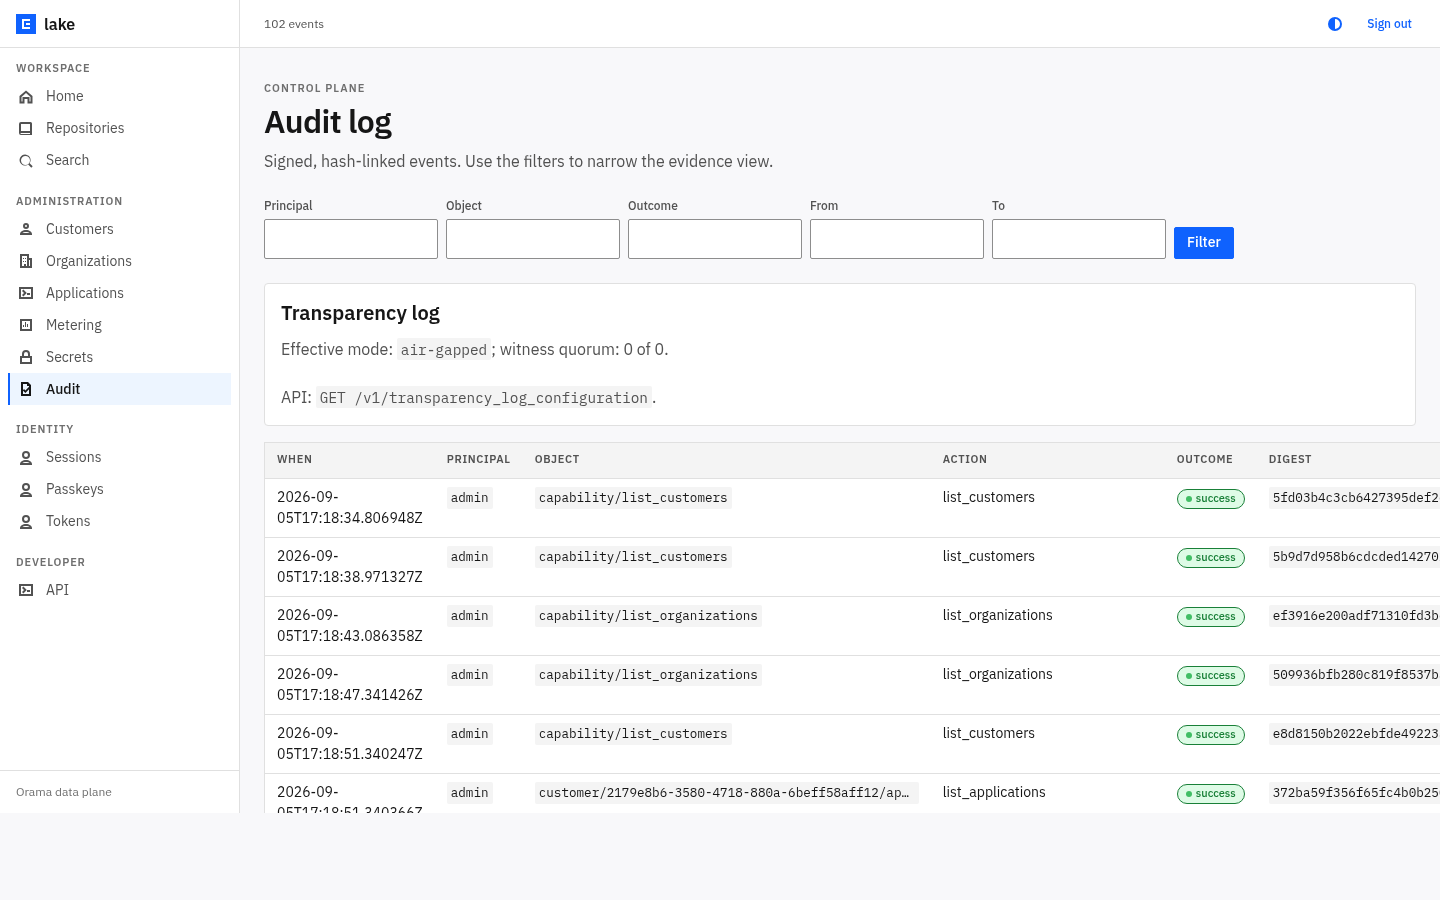 lake
102 events
Sign out
WORKSPACE
Home
Repositories
Search
ADMINISTRATION
Customers
Organizations
Applications
Metering
Secrets
Audit
IDENTITY
Sessions
Passkeys
Tokens
DEVELOPER
API
Orama data plane
CONTROL PLANE
Audit log
Signed, hash-linked events. Use the filters to narrow the evidence view.
Principal Object Outcome From To
Filter
Transparency log
Effective mode: air-gapped; witness quorum: 0 of 0.
API: GET /v1/transparency_log_configuration.
WHEN PRINCIPAL OBJECT ACTION OUTCOME DIGEST
2026-09-
05T17:18:34.806948Z admin capability/list_customers list_customers success 5fd03b4c3cb6427395def2
2026-09-
05T17:18:38.971327Z admin capability/list_customers list_customers success 5b9d7d958b6cdcded14270
2026-09-
05T17:18:43.086358Z admin capability/list_organizations list_organizations success ef3916e200adf71310fd3b
2026-09-
05T17:18:47.341426Z admin capability/list_organizations list_organizations success 509936bfb280c819f8537b
2026-09-
05T17:18:51.340247Z admin capability/list_customers list_customers success e8d8150b2022ebfde49223
2026-09-
05T17:18:51.340366Z admin customer/2179e8b6-3580-4718-880a-6beff58aff12/ap… list_applications success 372ba59f356f65fc4b0b25